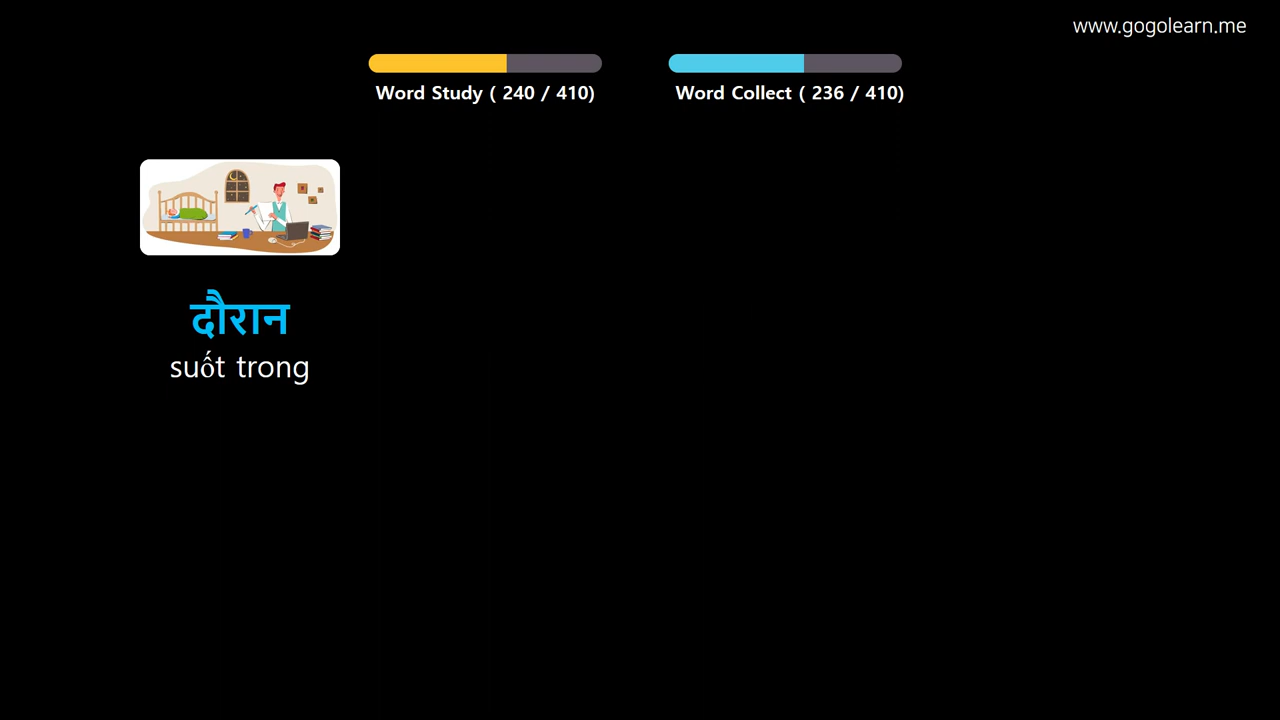 www.gogolearn.me
Word Study ( 240 / 410)
Word Collect ( 236 / 410)
दौरान
suốt trong